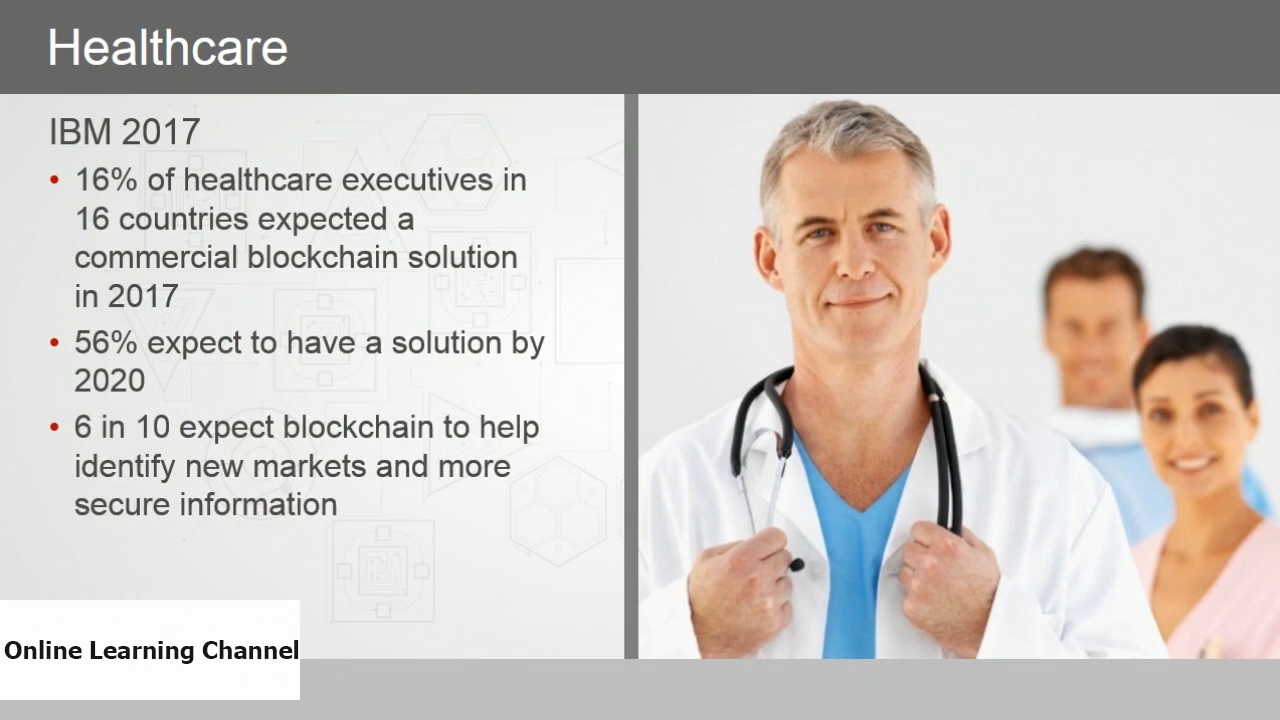 Healthcare
IBM 2017
• 16% of healthcare executives in
16 countries expected a
commercial blockchain solution
in 2017
• 56% expect to have a solution by
2020
• 6 in 10 expect blockchain to help
identify new markets and more
secure information
Online Learning Channel